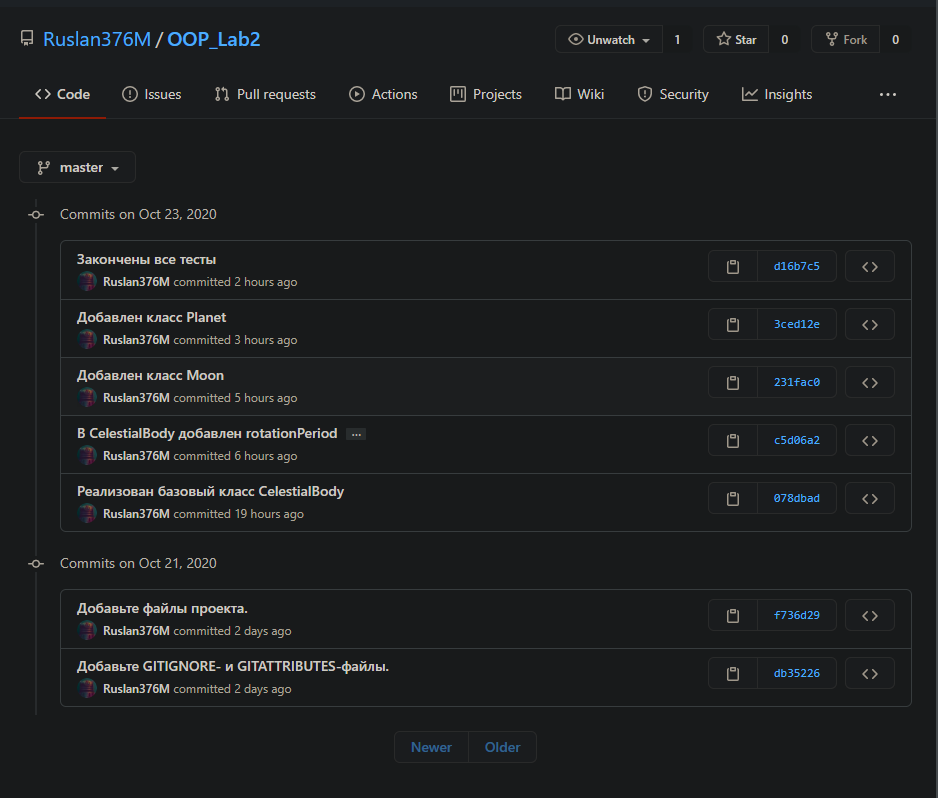 Ruslan376M / OOP_Lab2
Unwatch 1 Star 0 Fork 0
Code Issues Pull requests Actions Projects Wiki Security Insights ...
master
Commits on Oct 23, 2020
Закончены все тесты
Ruslan376M committed 2 hours ago
d16b7c5
Добавлен класс Planet
Ruslan376M committed 3 hours ago
3ced12e
Добавлен класс Moon
Ruslan376M committed 5 hours ago
231fac0
В CelestialBody добавлен rotationPeriod ...
Ruslan376M committed 6 hours ago
c5d06a2
Реализован базовый класс CelestialBody
Ruslan376M committed 19 hours ago
078dbad
Commits on Oct 21, 2020
Добавьте файлы проекта.
Ruslan376M committed 2 days ago
f736d29
Добавьте GITIGNORE- и GITATTRIBUTES-файлы.
Ruslan376M committed 2 days ago
db35226
Newer Older